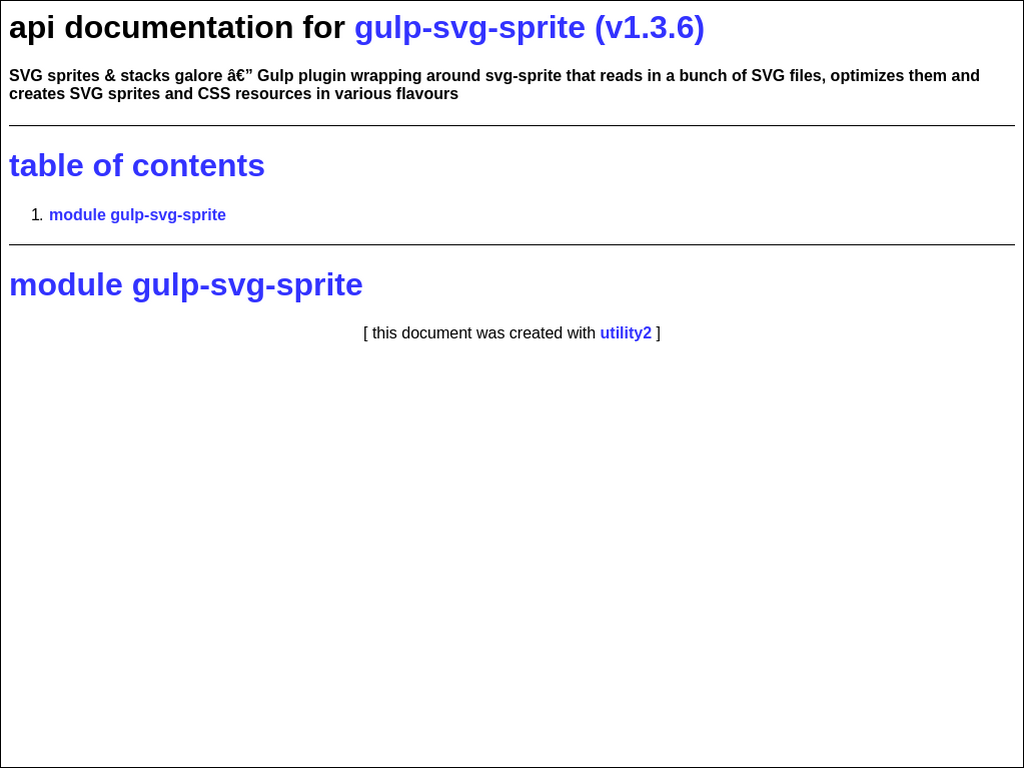 api documentation for gulp-svg-sprite (v1.3.6)
SVG sprites & stacks galore â€” Gulp plugin wrapping around svg-sprite that reads in a bunch of SVG files, optimizes them and
creates SVG sprites and CSS resources in various flavours
table of contents
1. module gulp-svg-sprite
module gulp-svg-sprite
[ this document was created with utility2 ]